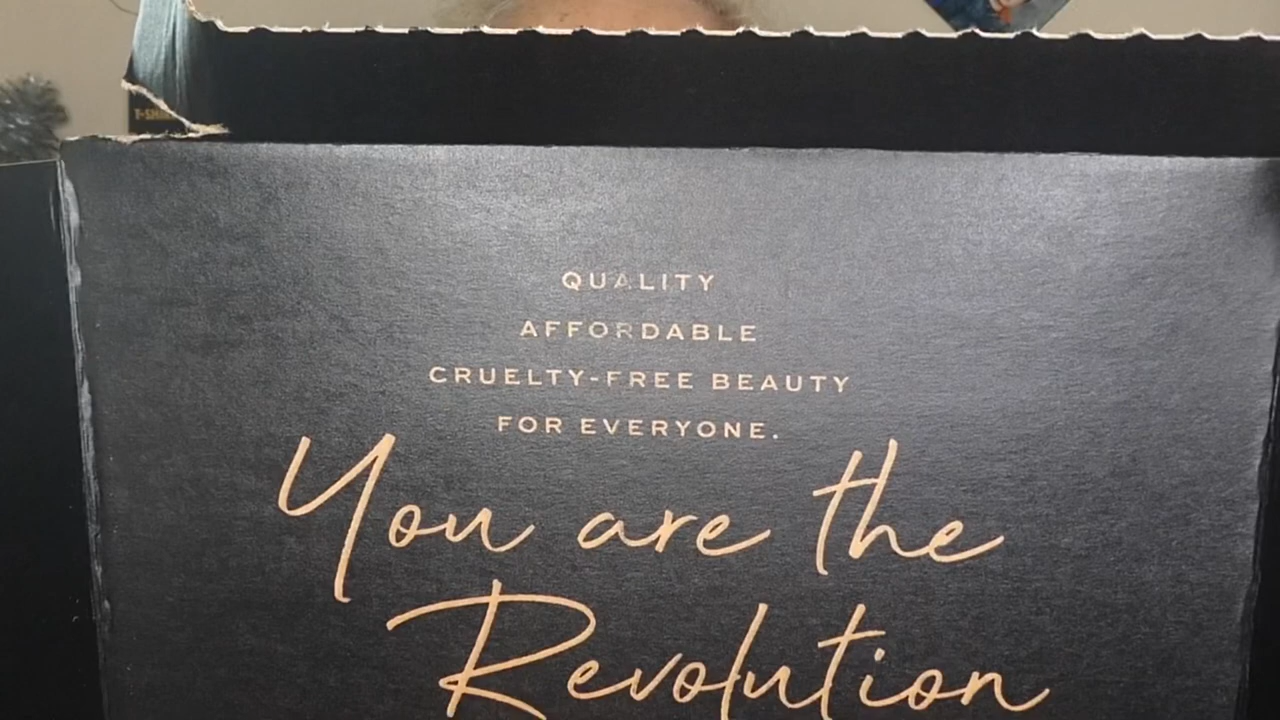 QUALITY
AFFORDABLE
CRUELTY-FREE BEAUTY
FOR EVERYONE.
You are the
Revolution